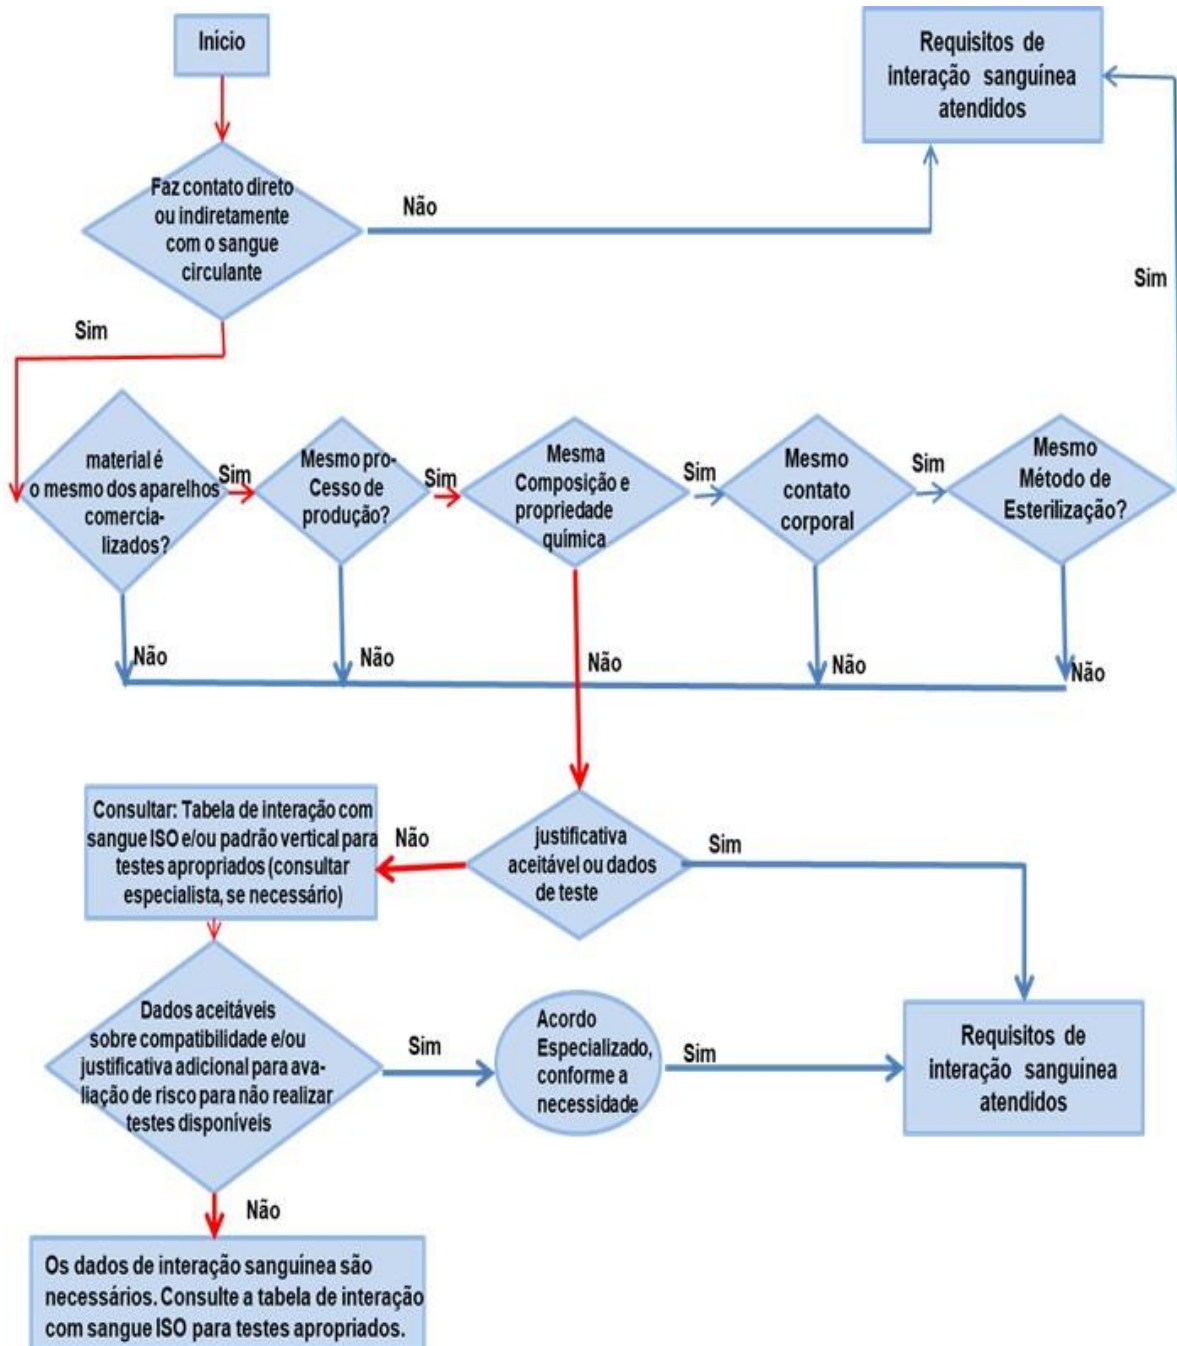 Início
Requisitos de
interação sanguínea
atendidos
Faz contato direto
ou indiretamente
com o sangue
circulante
Não
Sim
Sim
material é
o mesmo dos aparelhos
comercia-
lizados?
Sim
Mesmo pro-
Cesso de
produção?
Sim
Mesma
Composição e
propriedade
química
Sim
Mesmo
contato
corporal
Sim
Mesmo
Método de
Esterilização?
Não
Não
Não
Não
Não
Consultar: Tabela de interação com
sangue ISO e/ou padrão vertical para
testes apropriados (consultar
especialista, se necessário)
Não
justificativa
aceitável ou dados
de teste
Sim
Dados aceitáveis
sobre compatibilidade e/ou
justificativa adicional para ava-
liação de risco para não realizar
testes disponíveis
Sim
Acordo
Especializado,
conforme a
necessidade
Sim
Requisitos de
interação sanguínea
atendidos
Não
Os dados de interação sanguínea são
necessários. Consulte a tabela de interação
com sangue ISO para testes apropriados.